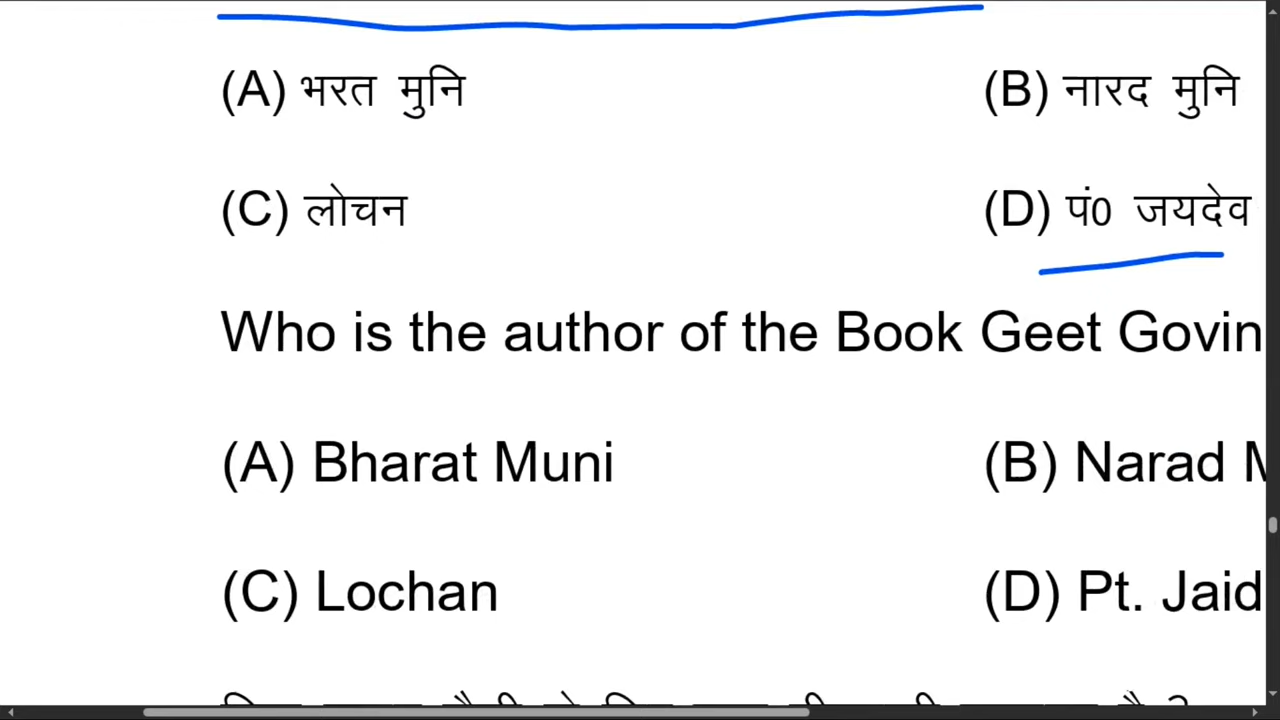 (A) भरत मुनि (B) नारद मुनि
(C) लोचन (D) पं0 जयदेव
Who is the author of the Book Geet Govin
(A) Bharat Muni (B) Narad
(C) Lochan (D) Pt. Jaid